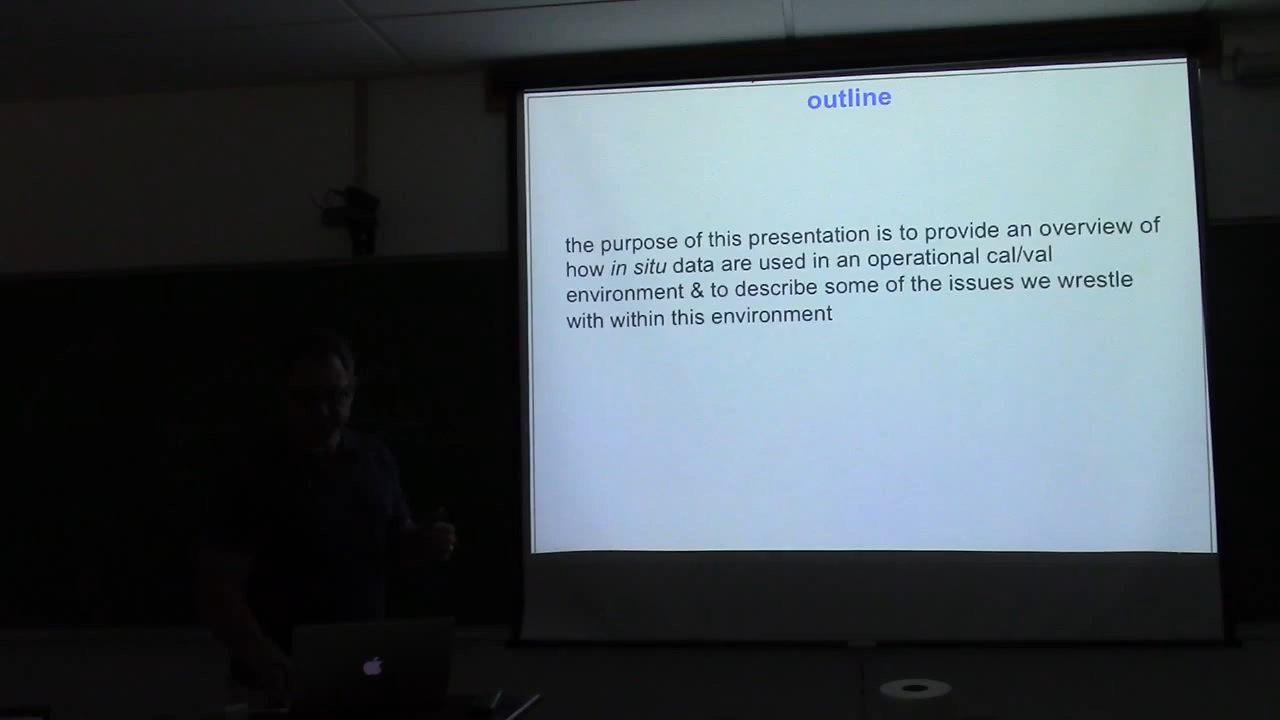 outline
the purpose of this presentation is to provide an overview of
how in situ data are used in an operational cal/val
environment & to describe some of the issues we wrestle
with within this environment